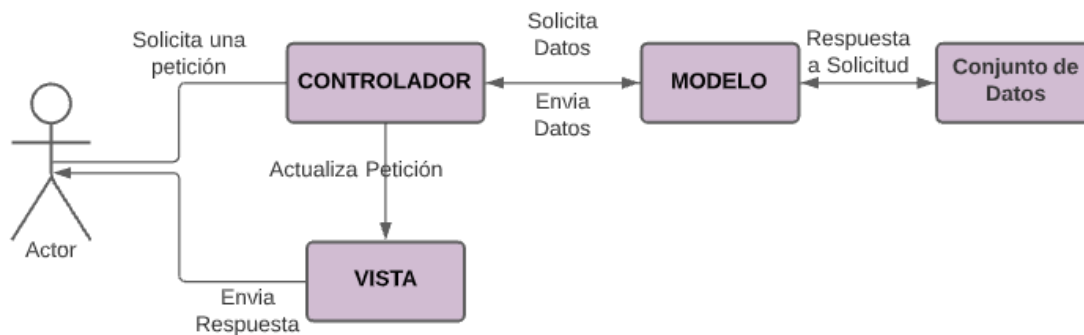 Solicita una
petición
CONTROLADOR
Solicita
Datos
Envia
Datos
MODELO
Respuesta
a Solicitud
Conjunto de
Datos
Actualiza Petición
Actor
VISTA
Envia
Respuesta